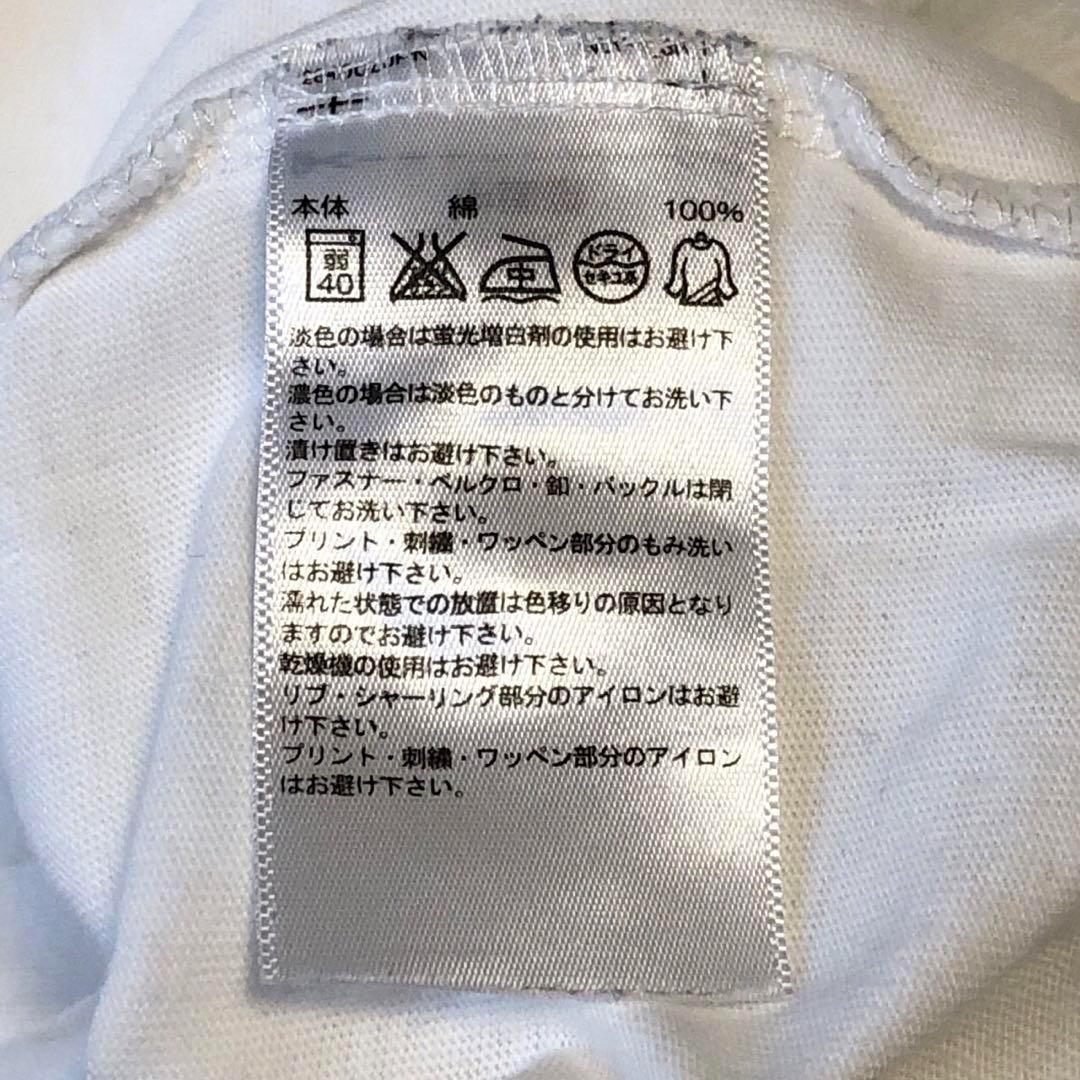 本体 綿 100%
弱 40 中 ドライ セキユ系
淡色の場合は蛍光増白剤の使用はお避け下
さい。
濃色の場合は淡色のものと分けてお洗い下
さい。
漬け置きはお避け下さい。
ファスナー・ベルクロ・釦・バックルは閉
じてお洗い下さい。
プリント・刺繍・ワッペン部分のもみ洗い
はお避け下さい。
濡れた状態での放置は色移りの原因となり
ますのでお避け下さい。
乾燥機の使用はお避け下さい。
リブ・シャーリング部分のアイロンはお避
け下さい。
プリント・刺繍・ワッペン部分のアイロン
はお避け下さい。